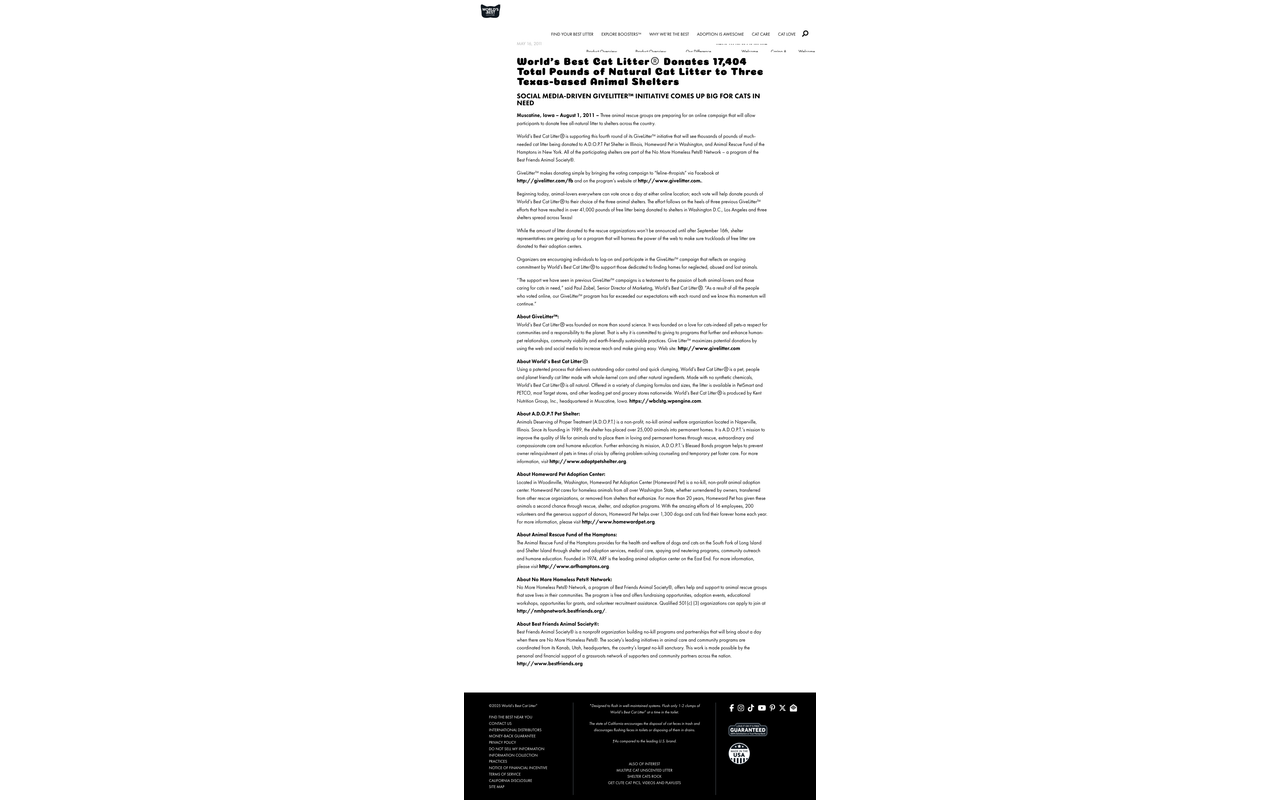 WORLD'S BEST
FIND YOUR BEST LITTER EXPLORE BOOSTERS™ WHY WE'RE THE BEST ADOPTION IS AWESOME CAT CARE CAT LOVE
MAY 16, 2011
Product Overview Product Overview Our Difference Welcome Caring & Welcome
World's Best Cat Litter® Donates 17,404
Total Pounds of Natural Cat Litter to Three
Texas-based Animal Shelters
SOCIAL MEDIA-DRIVEN GIVELITTER™ INITIATIVE COMES UP BIG FOR CATS IN
NEED
Muscatine, Iowa – August 1, 2011 – Three animal rescue groups are preparing for an online campaign that will allow
participants to donate free all-natural litter to shelters across the country.
World's Best Cat Litter® is supporting this fourth round of its GiveLitter™ initiative that will see thousands of pounds of much-
needed cat litter being donated to A.D.O.P.T Pet Shelter in Illinois, Homeward Pet in Washington, and Animal Rescue Fund of the
Hamptons in New York. All of the participating shelters are part of the No More Homeless Pets® Network – a program of the
Best Friends Animal Society®.
GiveLitter™ makes donating simple by bringing the voting campaign to "feline-thropists" via Facebook at
http://givelitter.com/fb and on the program's website at http://www.givelitter.com.
Beginning today, animal-lovers everywhere can vote once a day at either online location; each vote will help donate pounds of
World's Best Cat Litter® to their choice of the three animal shelters. The effort follows on the heels of three previous GiveLitter™
efforts that have resulted in over 41,000 pounds of free litter being donated to shelters in Washington D.C., Los Angeles and three
shelters spread across Texas!
While the amount of litter donated to the rescue organizations won't be announced until after September 16th, shelter
representatives are gearing up for a program that will harness the power of the web to make sure truckloads of free litter are
donated to their adoption centers.
Organizers are encouraging individuals to log-on and participate in the GiveLitter™ campaign that reflects an ongoing
commitment by World's Best Cat Litter® to support those dedicated to finding homes for neglected, abused and lost animals.
"The support we have seen in previous GiveLitter™ campaigns is a testament to the passion of both animal-lovers and those
caring for cats in need," said Paul Zobel, Senior Director of Marketing, World's Best Cat Litter®. "As a result of all the people
who voted online, our GiveLitter™ program has far exceeded our expectations with each round and we know this momentum will
continue."
About GiveLitter™:
World's Best Cat Litter® was founded on more than sound science. It was founded on a love for cats-indeed all pets-a respect for
communities and a responsibility to the planet. That is why it is committed to giving to programs that further and enhance human-
pet relationships, community visibility and earth-friendly sustainable practices. Give Litter™ maximizes potential donations by
using the web and social media to increase reach and make giving easy. Web site: http://www.givelitter.com
About World's Best Cat Litter®:
Using a patented process that delivers outstanding odor control and quick clumping, World's Best Cat Litter® is a pet, people
and planet friendly cat litter made with whole-kernel corn and other natural ingredients. Made with no synthetic chemicals,
World's Best Cat Litter® is all natural. Offered in a variety of clumping formulas and sizes, the litter is available in PetSmart and
PETCO, most Target stores, and other leading pet and grocery stores nationwide. World's Best Cat Litter® is produced by Kent
Nutrition Group, Inc., headquartered in Muscatine, Iowa. https://wbclstg.wpengine.com
About A.D.O.P.T Pet Shelter:
Animals Deserving of Proper Treatment (A.D.O.P.T.) is a non-profit, no-kill animal welfare organization located in Naperville,
Illinois. Since its founding in 1989, the shelter has placed over 25,000 animals into permanent homes. It is A.D.O.P.T.'s mission to
improve the quality of life for animals and to place them in loving and permanent homes through rescue, extraordinary and
compassionate care and humane education. Further enhancing its mission, A.D.O.P.T.'s Blessed Bonds program helps to prevent
owner relinquishment of pets in times of crisis by offering problem-solving counseling and temporary pet foster care. For more
information, visit http://www.adoptpetshelter.org
About Homeward Pet Adoption Center:
Located in Woodinville, Washington, Homeward Pet Adoption Center (Homeward Pet) is a no-kill, non-profit animal adoption
center. Homeward Pet cares for homeless animals from all over Washington State, whether surrendered by owners, transferred
from other rescue organizations, or removed from shelters that euthanize. For more than 20 years, Homeward Pet has given these
animals a second chance through rescue, shelter, and adoption programs. With the amazing efforts of 16 employees, 200
volunteers and the generous support of donors, Homeward Pet helps over 1,300 dogs and cats find their forever home each year.
For more information, please visit http://www.homewardpet.org
About Animal Rescue Fund of the Hamptons:
The Animal Rescue Fund of the Hamptons provides for the health and welfare of dogs and cats on the South Fork of Long Island
and Shelter Island through shelter and adoption services, medical care, spaying and neutering programs, community outreach
and humane education. Founded in 1974, ARF is the leading animal adoption center on the East End. For more information,
please visit http://www.arfhamptons.org
About No More Homeless Pets® Network:
No More Homeless Pets® Network, a program of Best Friends Animal Society®, offers help and support to animal rescue groups
that save lives in their communities. The program is free and offers fundraising opportunities, adoption events, educational
workshops, opportunities for grants, and volunteer recruitment assistance. Qualified 501(c) (3) organizations can apply to join at:
http://nmhpnetwork.bestfriends.org/
About Best Friends Animal Society®:
Best Friends Animal Society® is a nonprofit organization building no-kill programs and partnerships that will bring about a day
when there are No More Homeless Pets®. The society's leading initiatives in animal care and community programs are
coordinated from its Kanab, Utah, headquarters, the country's largest no-kill sanctuary. This work is made possible by the
personal and financial support of a grassroots network of supporters and community partners across the nation.
http://www.bestfriends.org
©2025 World's Best Cat Litter®
FIND THE BEST NEAR YOU
CONTACT US
INTERNATIONAL DISTRIBUTORS
MONEY-BACK GUARANTEE
PRIVACY POLICY
DO NOT SELL MY INFORMATION
INFORMATION COLLECTION
PRACTICES
NOTICE OF FINANCIAL INCENTIVE
TERMS OF SERVICE
CALIFORNIA DISCLOSURE
SITE MAP
*Designed to flush in well maintained systems. Flush only 1-2 clumps of
World's Best Cat Litter® at a time in the toilet.
The state of California encourages the disposal of cat feces in trash and
discourages flushing feces in toilets or disposing of them in drains.
†As compared to the leading U.S. brand.
ALSO OF INTEREST
MULTIPLE CAT UNSCENTED LITTER
SHELTER CATS ROCK
GET CUTE CAT PICS, VIDEOS AND PLAYLISTS
GUARANTEED
USA